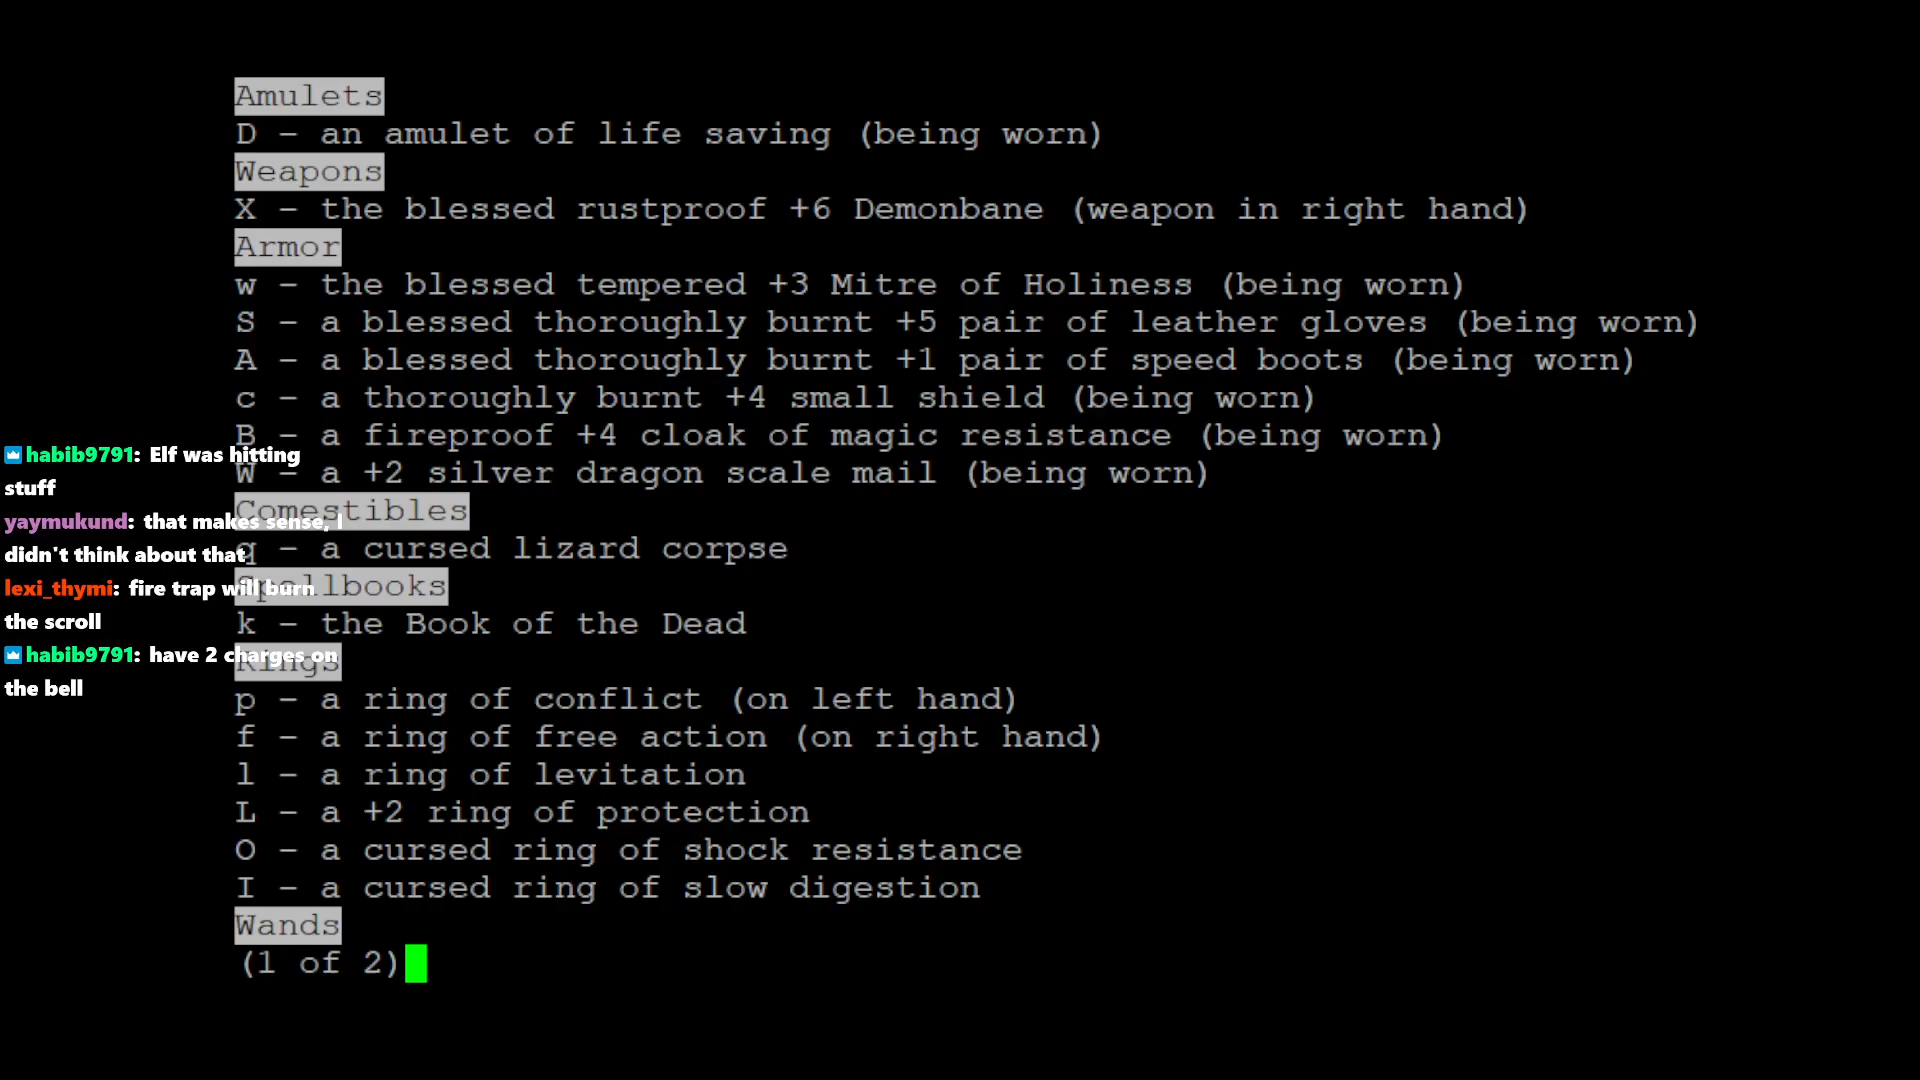 Amulets
D - an amulet of life saving (being worn)
Weapons
X - the blessed rustproof +6 Demonbane (weapon in right hand)
Armor
w - the blessed tempered +3 Mitre of Holiness (being worn)
S - a blessed thoroughly burnt +5 pair of leather gloves (being worn)
A - a blessed thoroughly burnt +1 pair of speed boots (being worn)
c - a thoroughly burnt +4 small shield (being worn)
B - a fireproof +4 cloak of magic resistance (being worn)
W - a +2 silver dragon scale mail (being worn)
Comestibles
q - a cursed lizard corpse
Spellbooks
k - the Book of the Dead
Rings
p - a ring of conflict (on left hand)
f - a ring of free action (on right hand)
l - a ring of levitation
L - a +2 ring of protection
O - a cursed ring of shock resistance
I - a cursed ring of slow digestion
Wands
(1 of 2)
habib9791: Elf was hitting
stuff
yaymukund: that makes sense, I
didn't think about that
lexi_thymi: fire trap will burn
the scroll
habib9791: have 2 charges on
the bell